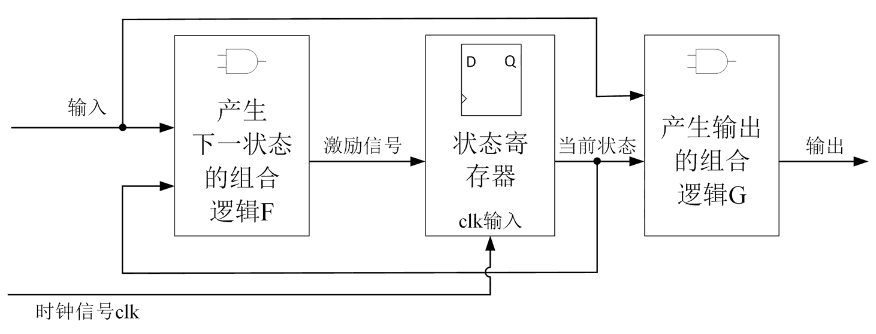 输入
产生
下一状态
的组合
逻辑F
激励信号
D Q
状态寄
存器
clk输入
当前状态
产生输出
的组合
逻辑G
输出
时钟信号clk